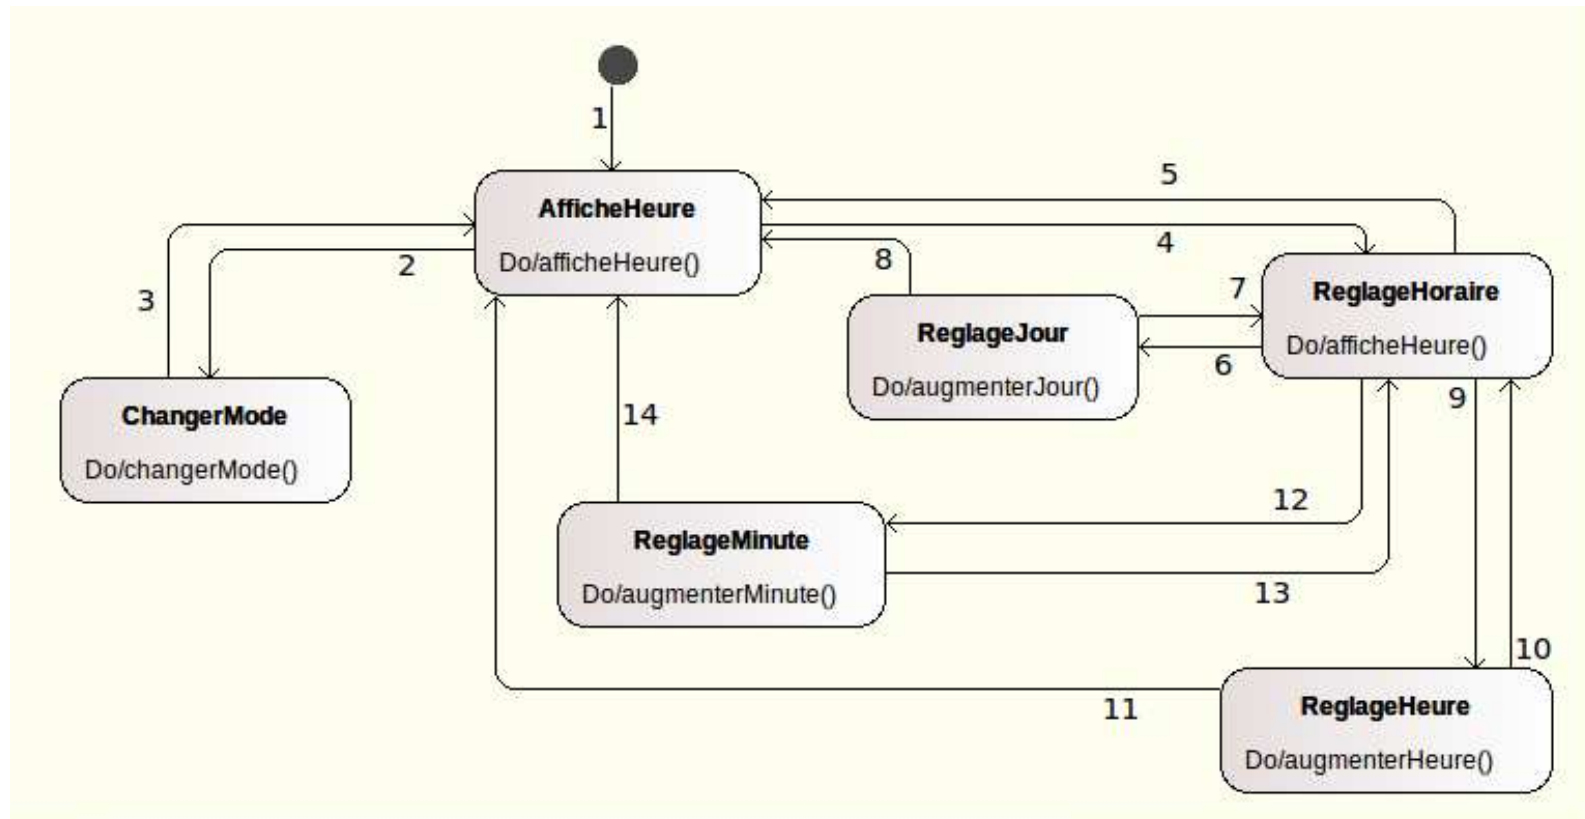 1
5
AfficheHeure
4
Do/afficheHeure()
2
8
3
7
ReglageHoraire
ReglageJour
Do/afficheHeure()
6
Do/augmenterJour()
9
ChangerMode
14
Do/changerMode()
12
ReglageMinute
Do/augmenterMinute()
13
10
11
ReglageHeure
Do/augmenterHeure()